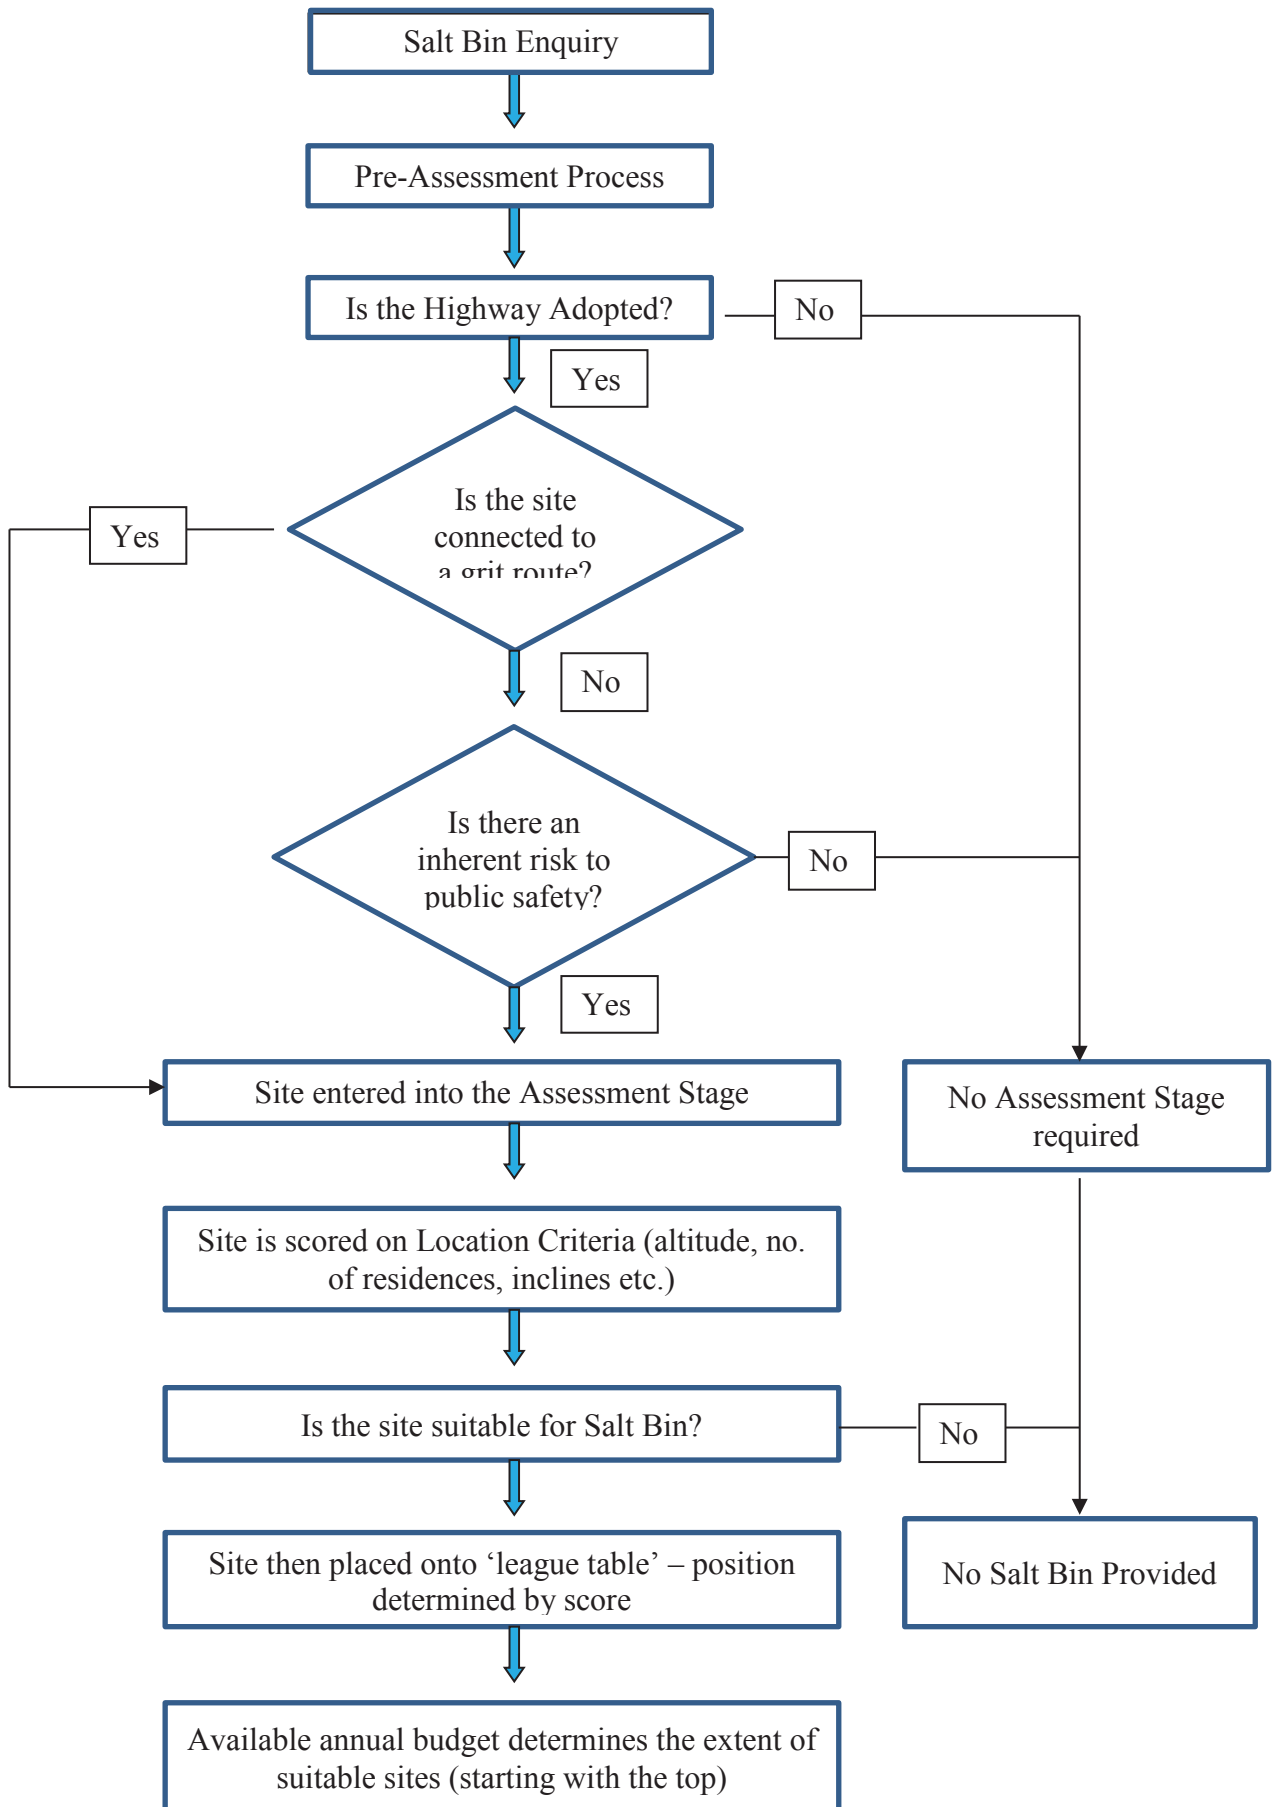 Salt Bin Enquiry
Pre-Assessment Process
Is the Highway Adopted?
No
Yes
Is the site
connected to
a grit route?
Yes
No
Is there an
inherent risk to
public safety?
No
Yes
Site entered into the Assessment Stage
No Assessment Stage
required
Site is scored on Location Criteria (altitude, no.
of residences, inclines etc.)
Is the site suitable for Salt Bin?
No
Site then placed onto ‘league table’ – position
determined by score
No Salt Bin Provided
Available annual budget determines the extent of
suitable sites (starting with the top)